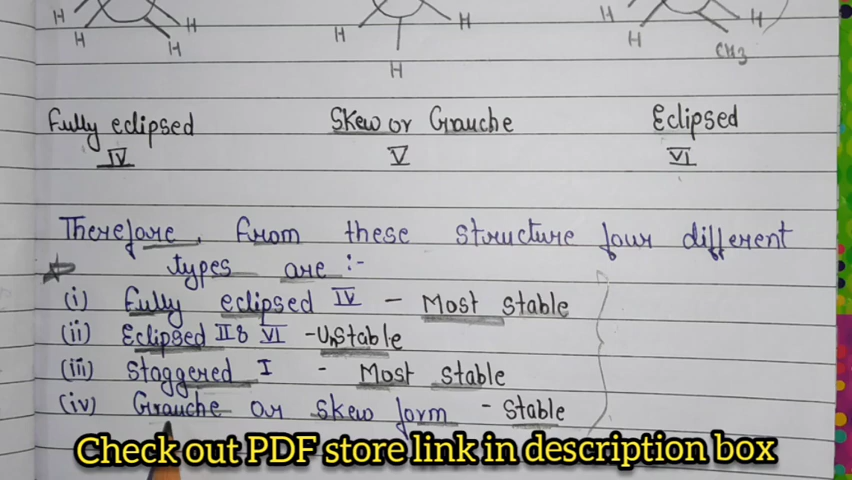 H H H H H H H
H H H H
H CH3
Fully eclipsed Skew or Grauche Eclipsed
IV V VI
Therefore, from these structure four different
types are :-
(i) Fully eclipsed IV - Most stable
(ii) Eclipsed II & VI - Unstable
(iii) Staggered I - Most stable
(iv) Grauche or skew form - Stable
Check out PDF store link in description box